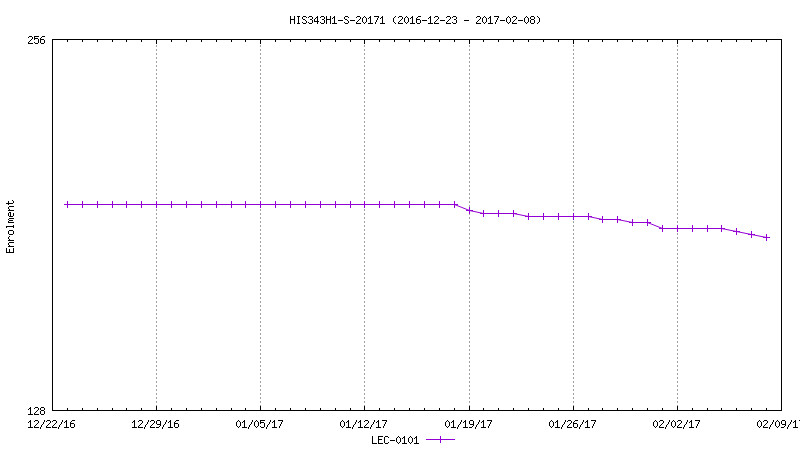 HIS343H1-S-20171 (2016-12-23 - 2017-02-08)
256
Enrolment
128
12/22/16 12/29/16 01/05/17 01/12/17 01/19/17 01/26/17 02/02/17 02/09/17
LEC-0101